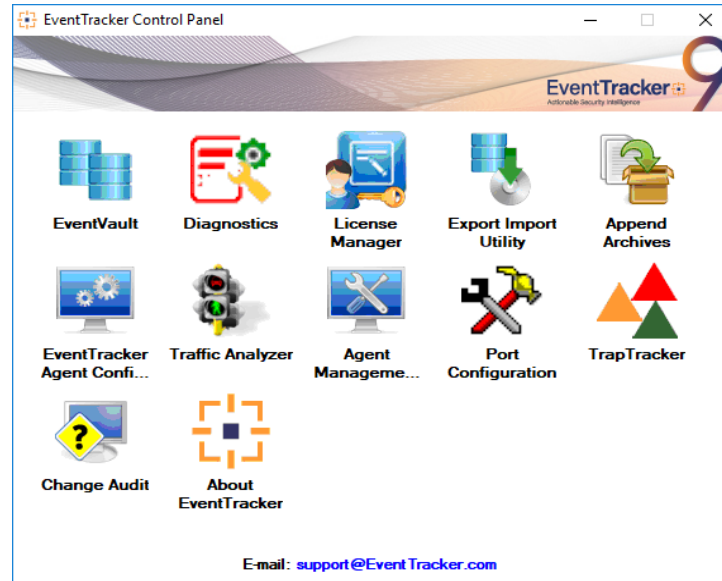 EventTracker Control Panel
EventTracker 9
Actionable Security Intelligence
EventVault
Diagnostics
License
Manager
Export Import
Utility
Append
Archives
EventTracker
Agent Confi...
Traffic Analyzer
Agent
Manageme...
Port
Configuration
TrapTracker
?
Change Audit
About
EventTracker
E-mail: support@EventTracker.com